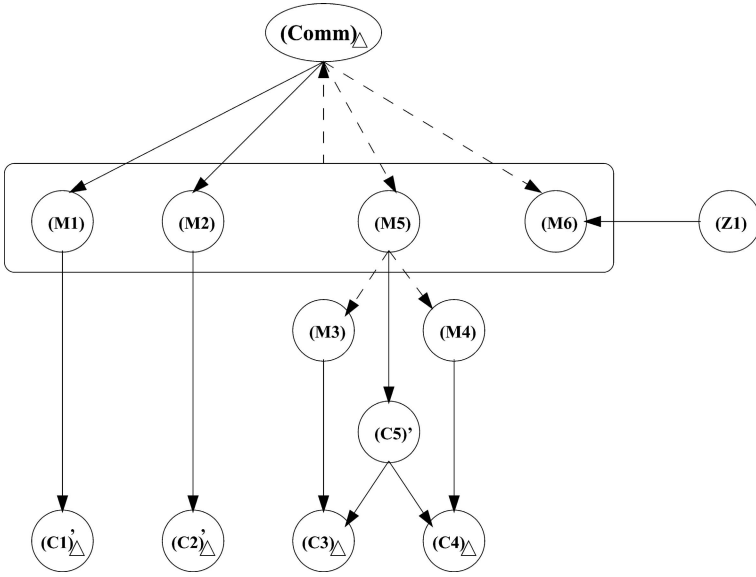 (Comm)△
(M1) (M2) (M5) (M6) (Z1)
(M3) (M4)
(C5)’
(C1)’△ (C2)’△ (C3)△ (C4)△